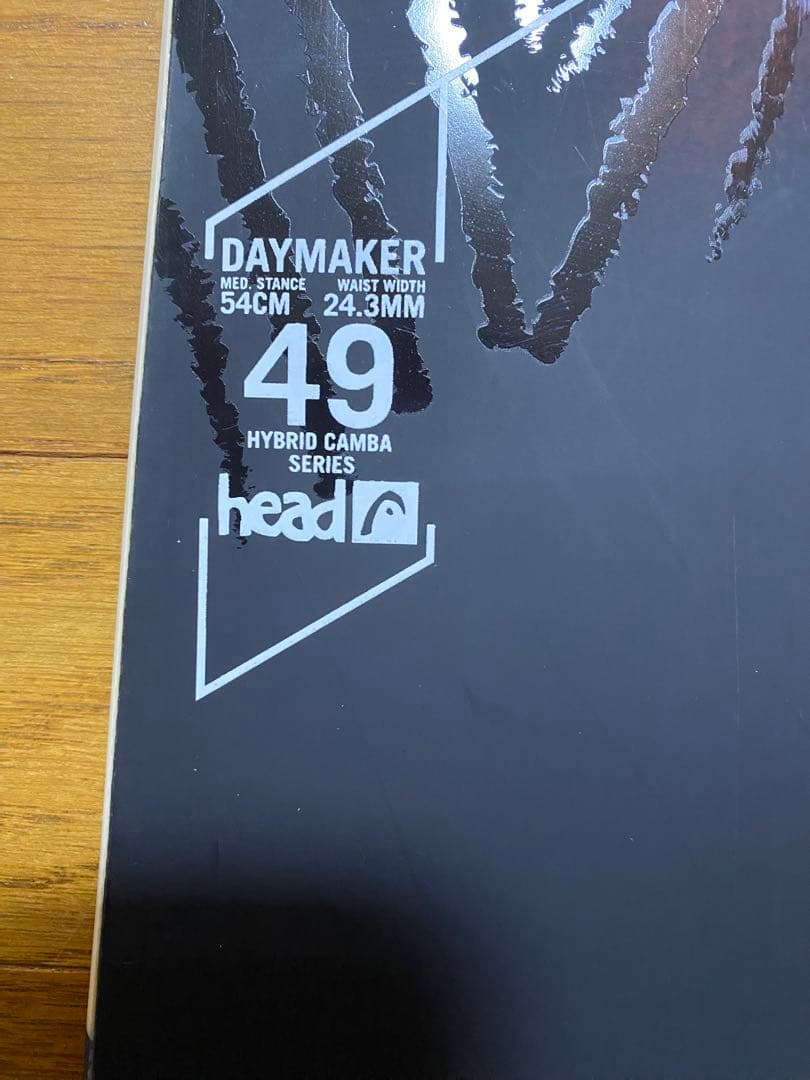 DAYMAKER
MED. STANCE WAIST WIDTH
54CM 24.3MM
49
HYBRID CAMBA
SERIES
head